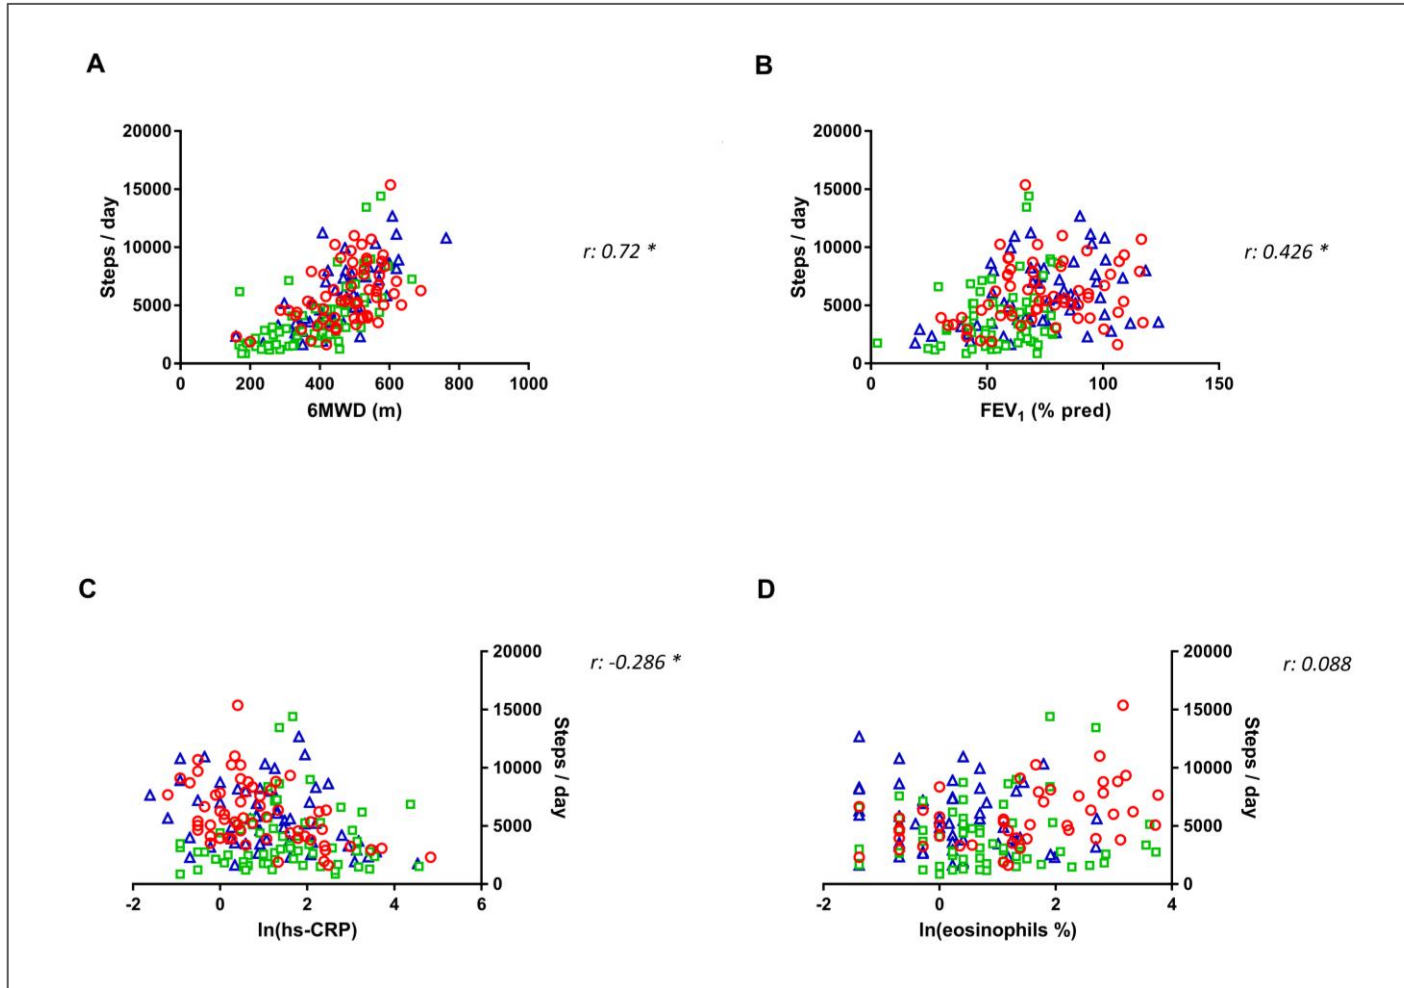 A
20000
15000
10000
5000
0
Steps / day
0 200 400 600 800 1000
6MWD (m)
r: 0.72 *
B
20000
15000
10000
5000
0
Steps / day
0 50 100 150
FEV₁ (% pred)
r: 0.426 *
C
20000
15000
10000
5000
0
Steps / day
-2 0 2 4 6
ln(hs-CRP)
r: -0.286 *
D
20000
15000
10000
5000
0
Steps / day
-2 0 2 4
ln(eosinophils %)
r: 0.088